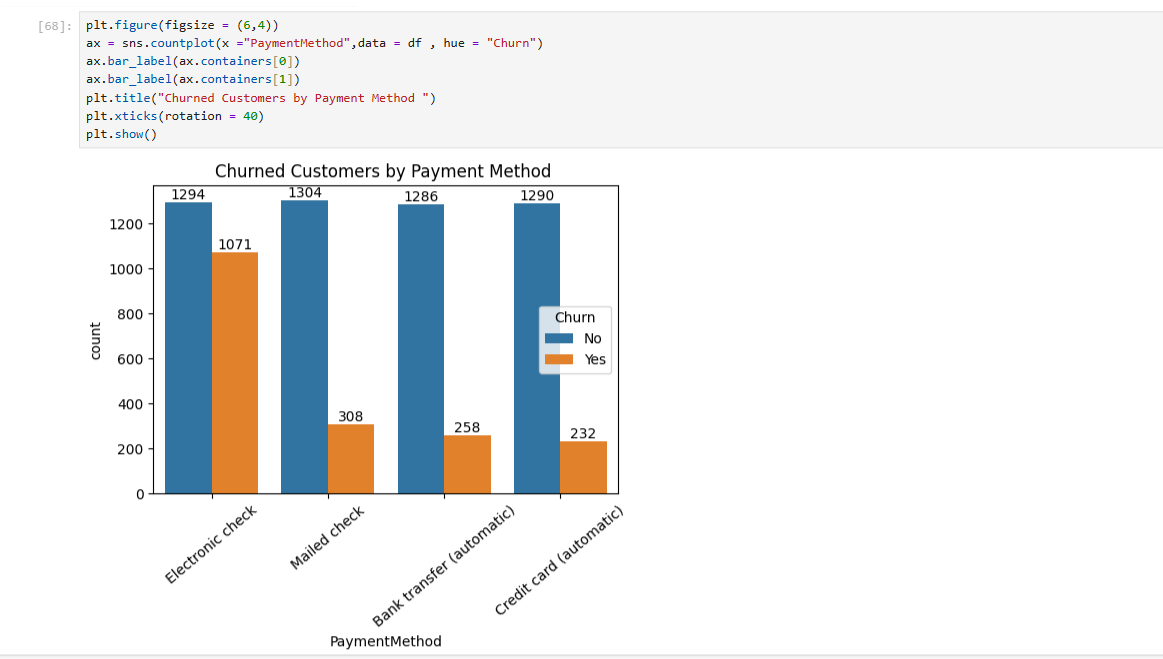 [68]:
plt.figure(figsize = (6,4))
ax = sns.countplot(x ="PaymentMethod",data = df , hue = "Churn")
ax.bar_label(ax.containers[0])
ax.bar_label(ax.containers[1])
plt.title("Churned Customers by Payment Method ")
plt.xticks(rotation = 40)
plt.show()
Churned Customers by Payment Method
1294
1304
1286
1290
1071
308
258
232
1200
1000
800
600
400
200
0
count
Churn
No
Yes
Electronic check
Mailed check
Bank transfer (automatic)
Credit card (automatic)
PaymentMethod